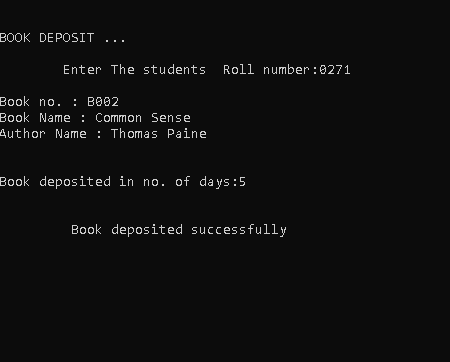 BOOK DEPOSIT ...
Enter The students  Roll number:0271
Book no. : B002
Book Name : Common Sense
Author Name : Thomas Paine
Book deposited in no. of days:5
Book deposited successfully